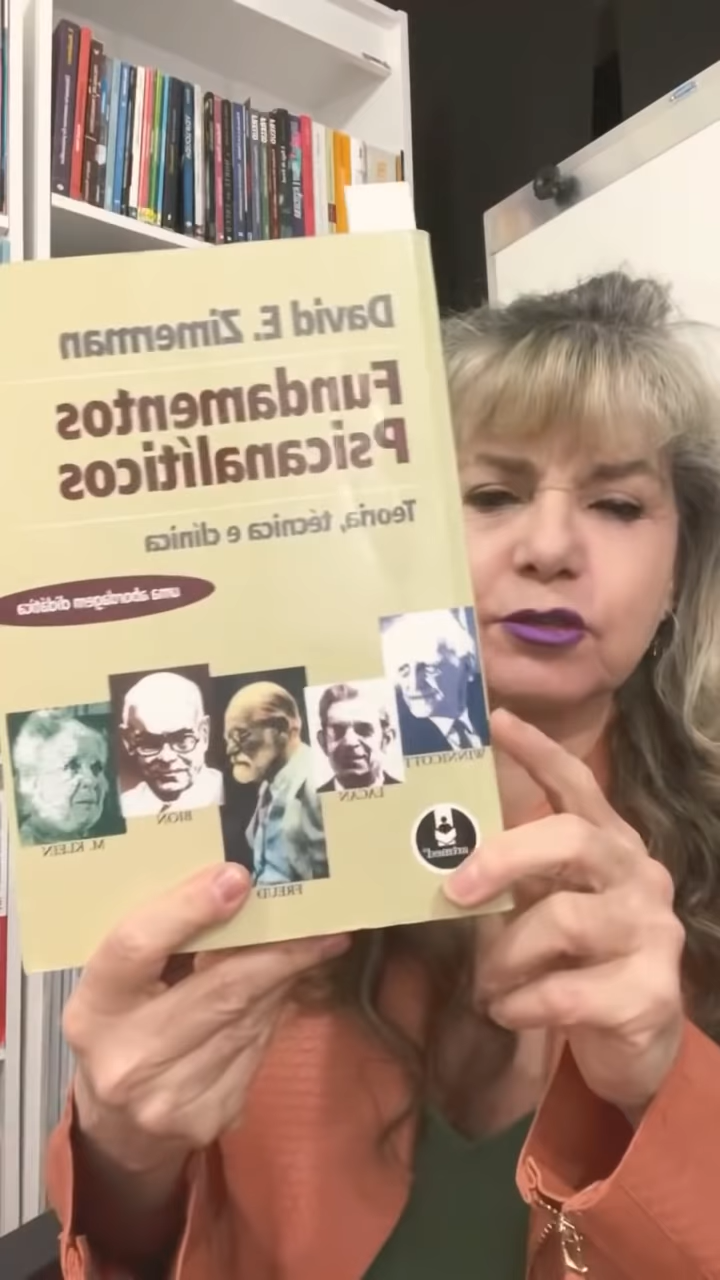 David E. Zimerman
Fundamentos
Psicanalíticos
Teoria, técnica e clínica
uma abordagem didática
WINNICOTT
LACAN
FREUD
BION
M. KLEIN
artmed®